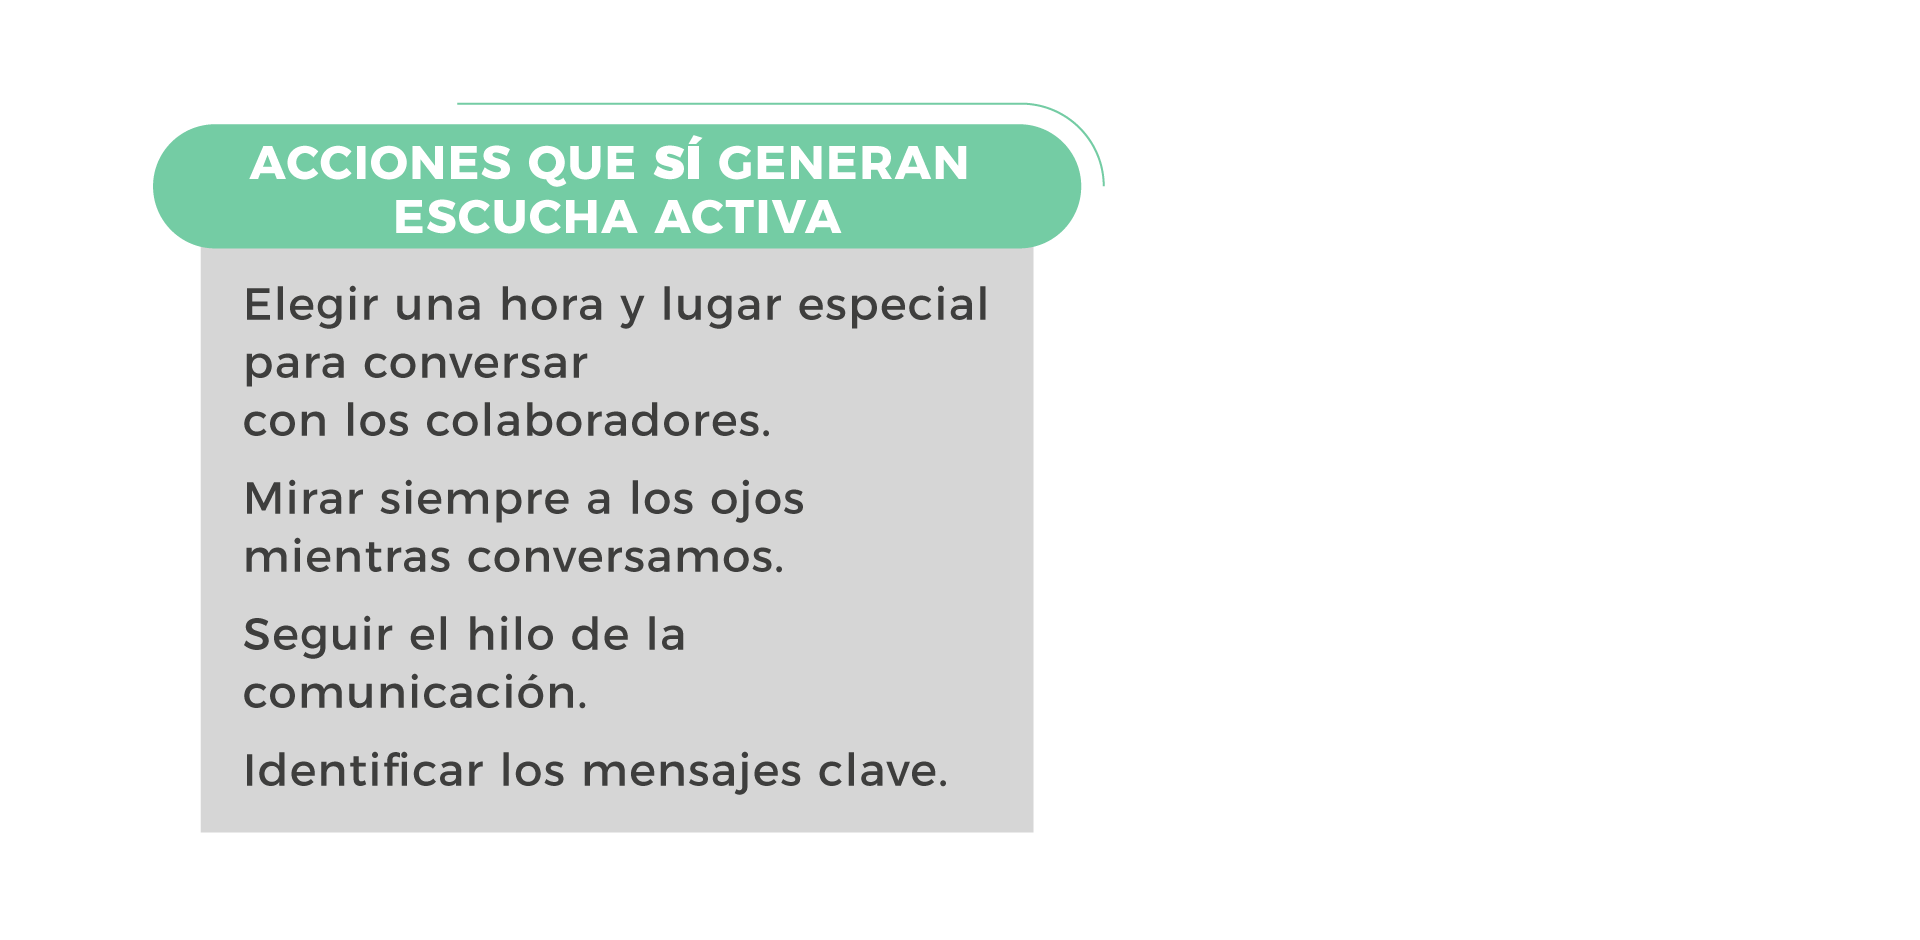 ACCIONES QUE SÍ GENERAN
ESCUCHA ACTIVA
Elegir una hora y lugar especial
para conversar
con los colaboradores.
Mirar siempre a los ojos
mientras conversamos.
Seguir el hilo de la
comunicación.
Identificar los mensajes clave.